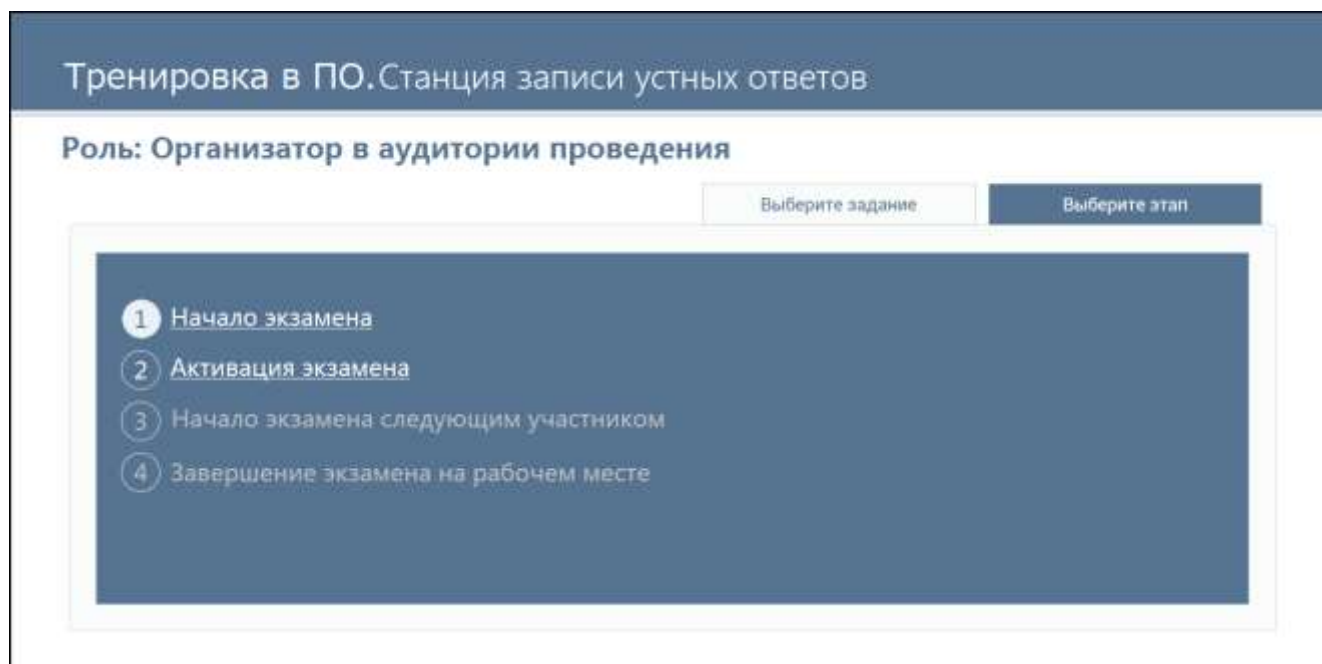 Тренировка в ПО.Станция записи устных ответов
Роль: Организатор в аудитории проведения
Выберите задание
Выберите этап
1 Начало экзамена
2 Активация экзамена
3 Начало экзамена следующим участником
4 Завершение экзамена на рабочем месте